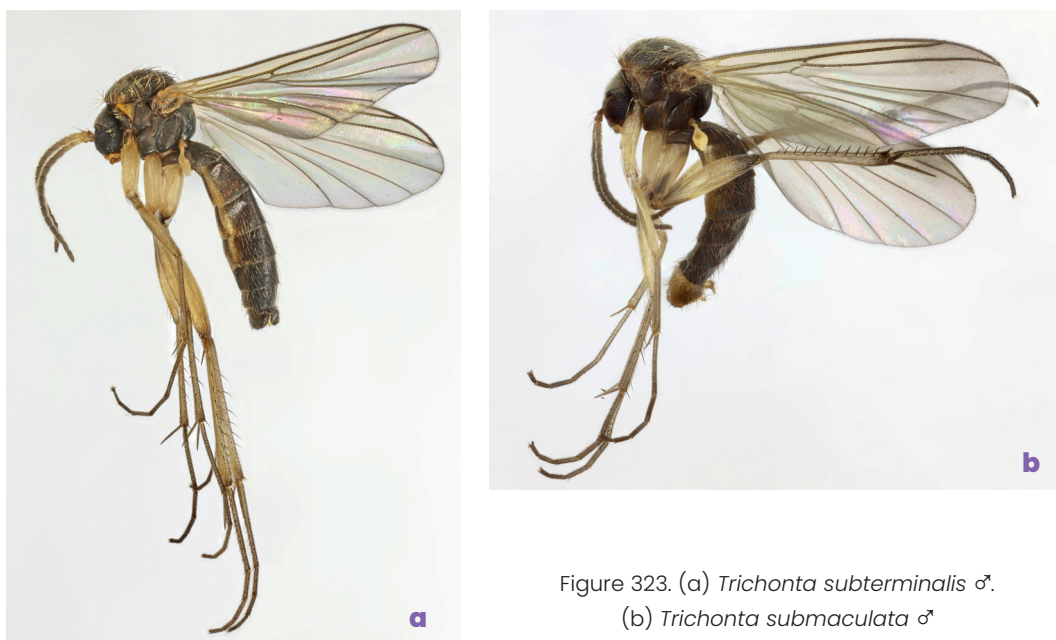 a
b
Figure 323. (a) Trichonta subterminalis ♂.
(b) Trichonta submaculata ♂